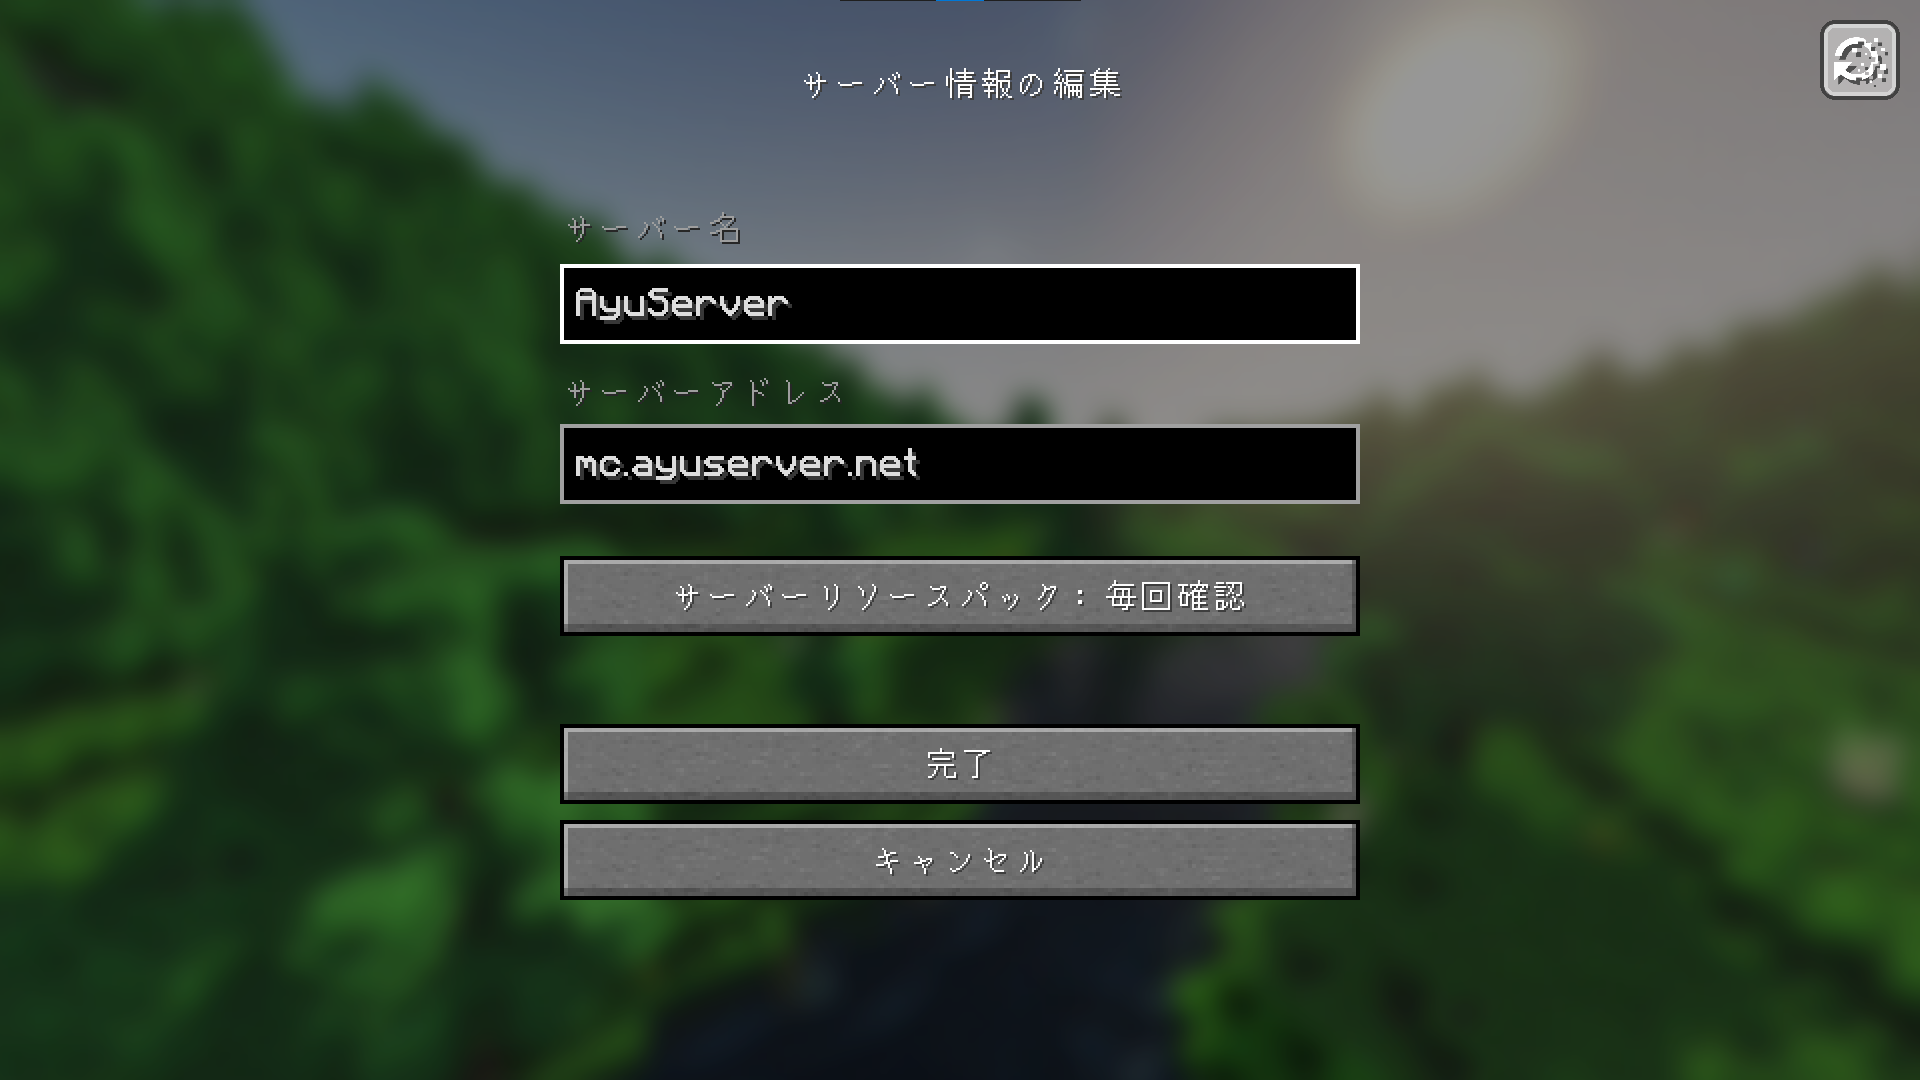 サーバー情報の編集
サーバー名
AyuServer
サーバーアドレス
mc.ayuserver.net
サーバーリソースパック: 毎回確認
完了
キャンセル